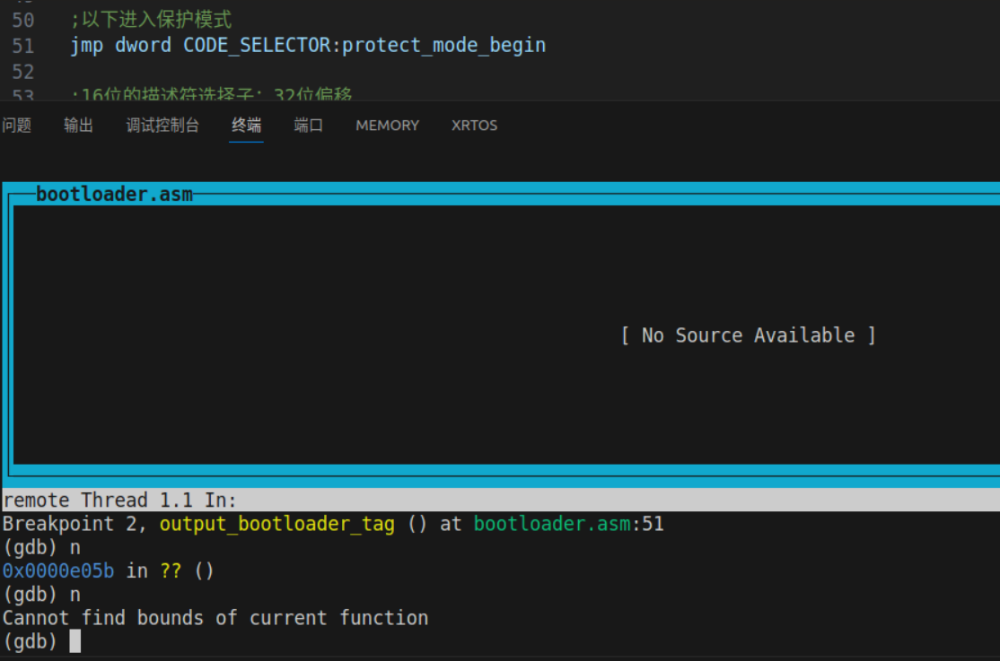 50 ;以下进入保护模式
51 jmp dword CODE_SELECTOR:protect_mode_begin
52
53 ;16位的描述符选择子：32位偏移
问题 输出 调试控制台 终端 端口 MEMORY XRTOS
bootloader.asm
[ No Source Available ]
remote Thread 1.1 In:
Breakpoint 2, output_bootloader_tag () at bootloader.asm:51
(gdb) n
0x0000e05b in ?? ()
(gdb) n
Cannot find bounds of current function
(gdb)